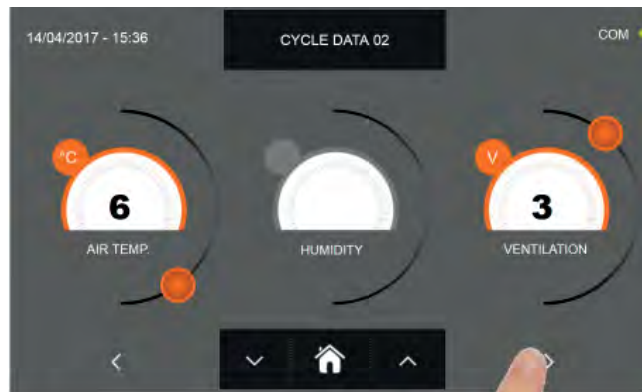 14/04/2017 - 15:36
CYCLE DATA 02
COM
°C
6
AIR TEMP.
HUMIDITY
V
3
VENTILATION